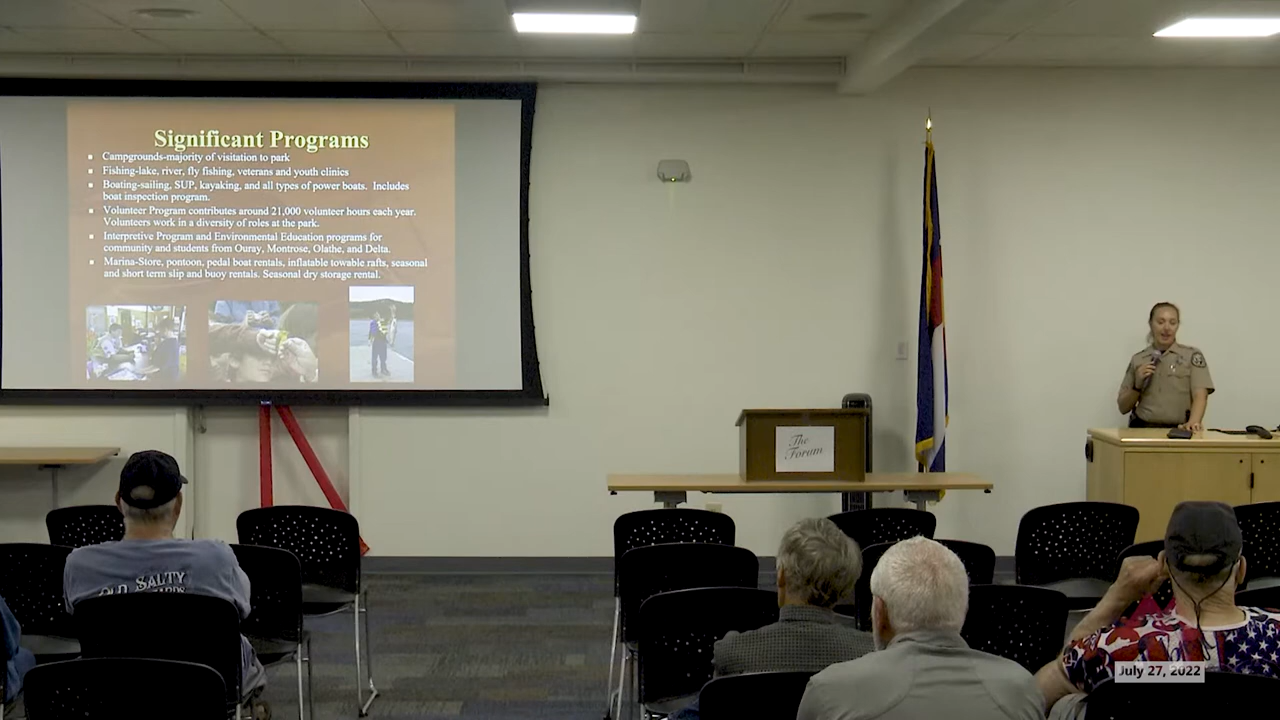 Significant Programs
Campgrounds-majority of visitation to park
Fishing-lake, river, fly fishing, veterans and youth clinics
Boating-sailing, SUP, kayaking, and all types of power boats. Includes
boat inspection program.
Volunteer Program contributes around 21,000 volunteer hours each year.
Volunteers work in a diversity of roles at the park.
Interpretive Program and Environmental Education programs for
community and students from Ouray, Montrose, Olathe, and Delta.
Marina-Store, pontoon, pedal boat rentals, inflatable towable rafts, seasonal
and short term slip and buoy rentals. Seasonal dry storage rental.
The
Forum
OLD SALTY
July 27, 2022